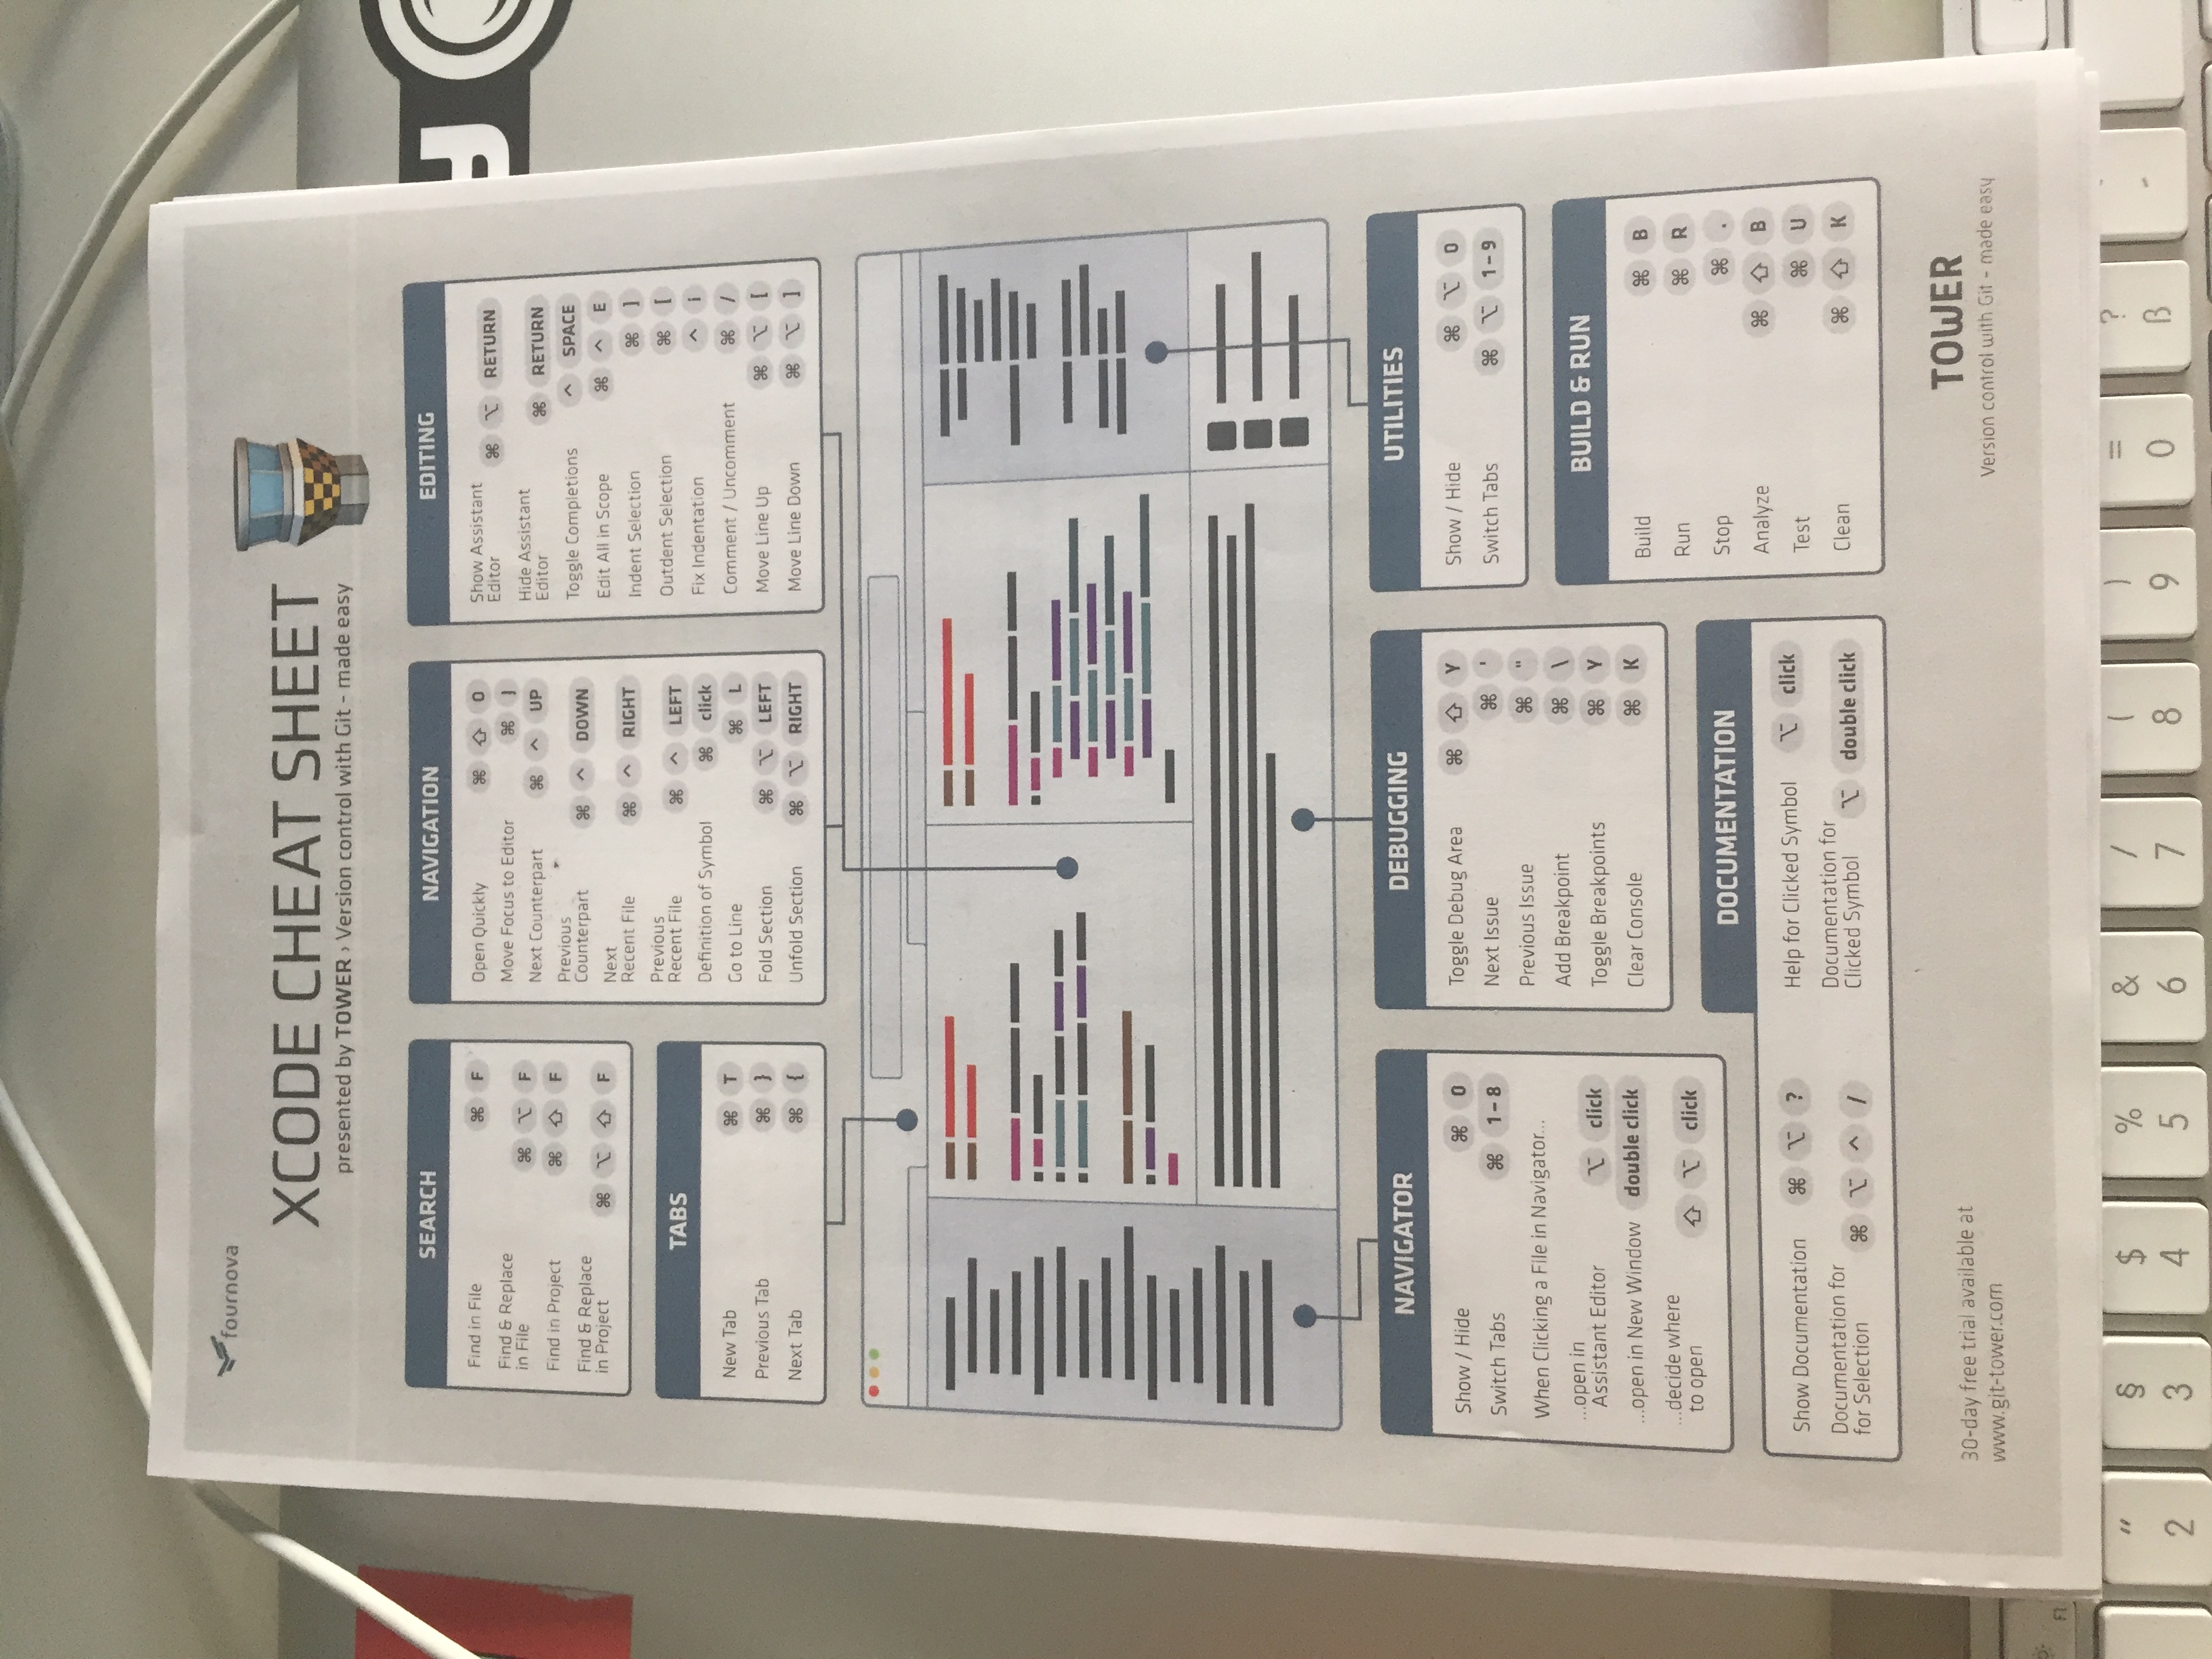 fournova
XCODE CHEAT SHEET
presented by TOWER › Version control with Git - made easy
SEARCH
Find in File ⌘ F
Find & Replace
in File ⌘ ⌥ F
Find in Project ⌘ ⇧ F
Find & Replace
in Project ⌘ ⌥ ⇧ F
TABS
New Tab ⌘ T
Previous Tab ⌘ }
Next Tab ⌘ {
NAVIGATION
Open Quickly ⌘ ⇧ O
Move Focus to Editor ⌘ J
Next Counterpart ⌘ ^ UP
Previous
Counterpart ⌘ ^ DOWN
Next
Recent File ⌘ ^ RIGHT
Previous
Recent File ⌘ ^ LEFT
Definition of Symbol ⌘ click
Go to Line ⌘ L
Fold Section ⌘ ⌥ LEFT
Unfold Section ⌘ ⌥ RIGHT
EDITING
Show Assistant
Editor ⌘ ⌥ RETURN
Hide Assistant
Editor ⌘ RETURN
Toggle Completions ^ SPACE
Edit All in Scope ⌘ ^ E
Indent Selection ⌘ ]
Outdent Selection ⌘ [
Fix Indentation ^ i
Comment / Uncomment ⌘ /
Move Line Up ⌘ ⌥ [
Move Line Down ⌘ ⌥ ]
NAVIGATOR
Show / Hide ⌘ 0
Switch Tabs ⌘ 1-8
When Clicking a File in Navigator...
...open in
Assistant Editor ⌥ click
...open in New Window double click
...decide where
to open ⇧ ⌥ click
DEBUGGING
Toggle Debug Area ⌘ ⇧ Y
Next Issue ⌘ '
Previous Issue ⌘ "
Add Breakpoint ⌘ \
Toggle Breakpoints ⌘ Y
Clear Console ⌘ K
UTILITIES
Show / Hide ⌘ ⌥ 0
Switch Tabs ⌘ ⌥ 1-9
BUILD & RUN
Build ⌘ B
Run ⌘ R
Stop ⌘ .
Analyze ⌘ ⇧ B
Test ⌘ U
Clean ⌘ ⇧ K
DOCUMENTATION
Show Documentation ⌘ ⌥ ?
Documentation for
for Selection ⌘ ⌥ ^ /
Help for Clicked Symbol ⌥ click
Documentation for
Clicked Symbol ⌥ double click
30-day free trial available at
www.git-tower.com
TOWER
Version control with Git - made easy
F1
" § $ % & / ( ) = ?
2 3 4 5 6 7 8 9 0 ß